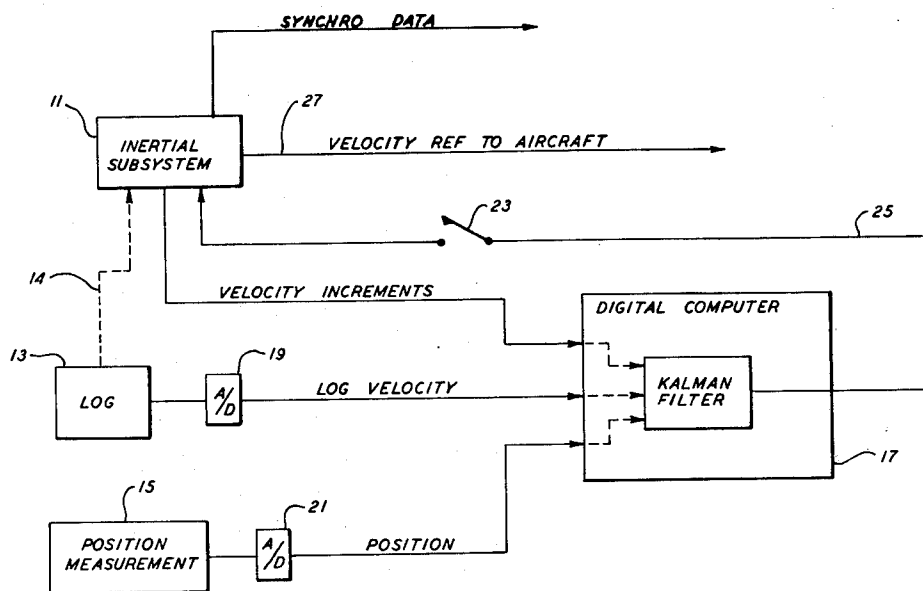 SYNCHRO DATA
11
27
INERTIAL
SUBSYSTEM
VELOCITY REF TO AIRCRAFT
23
25
14
VELOCITY INCREMENTS
DIGITAL COMPUTER
13
19
LOG
A/D
LOG VELOCITY
KALMAN
FILTER
17
15
21
POSITION
MEASUREMENT
A/D
POSITION